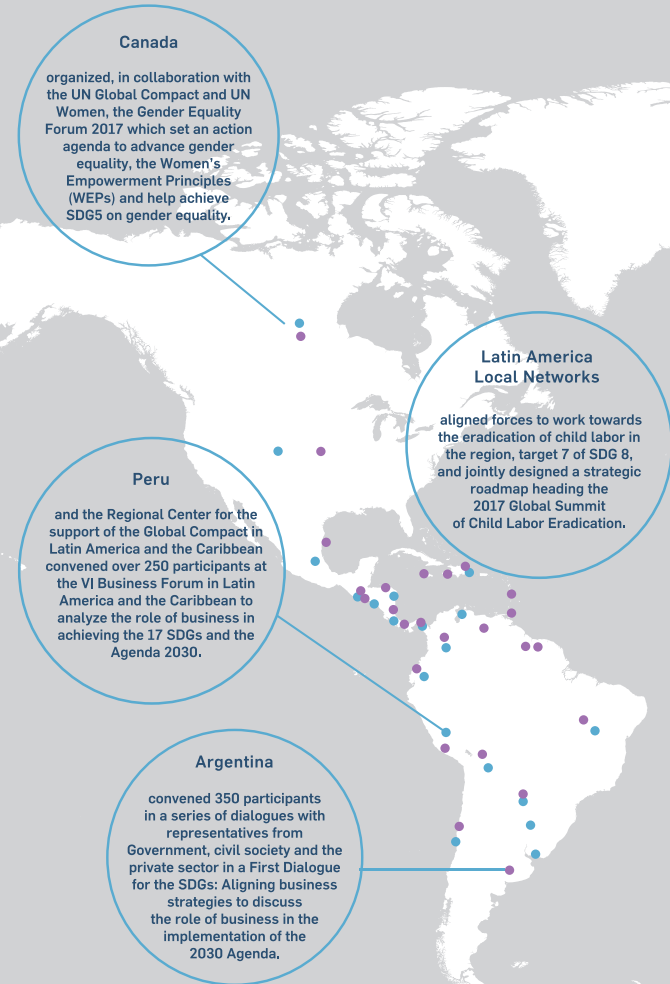 Canada
organized, in collaboration with
the UN Global Compact and UN
Women, the Gender Equality
Forum 2017 which set an action
agenda to advance gender
equality, the Women's
Empowerment Principles
(WEPs) and help achieve
SDG5 on gender equality.
Latin America
Local Networks
aligned forces to work towards
the eradication of child labor in
the region, target 7 of SDG 8,
and jointly designed a strategic
roadmap heading the
2017 Global Summit
of Child Labor Eradication.
Peru
and the Regional Center for the
support of the Global Compact in
Latin America and the Caribbean
convened over 250 participants at
the VI Business Forum in Latin
America and the Caribbean to
analyze the role of business in
achieving the 17 SDGs and the
Agenda 2030.
Argentina
convened 350 participants
in a series of dialogues with
representatives from
Government, civil society and the
private sector in a First Dialogue
for the SDGs: Aligning business
strategies to discuss
the role of business in the
implementation of the
2030 Agenda.